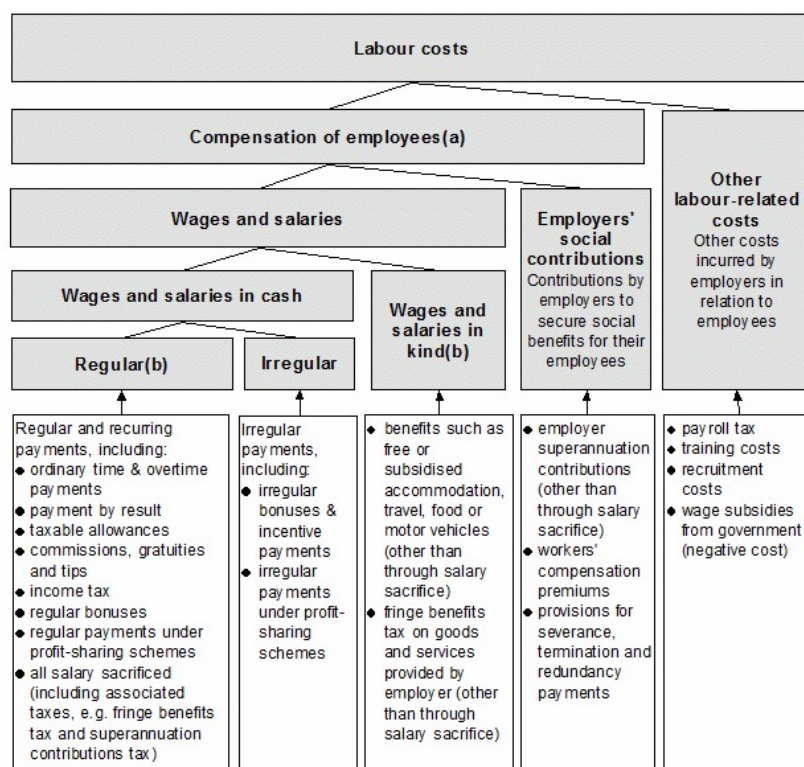 Labour costs
Compensation of employees(a)
Other
labour-related
costs
Other costs
incurred by
employers in
relation to
employees
Wages and salaries
Employers'
social
contributions
Contributions by
employers to
secure social
benefits for their
employees
Wages and salaries in cash
Wages and
salaries in
kind(b)
Regular(b)
Irregular
Regular and recurring
payments, including:
● ordinary time & overtime
payments
● payment by result
● taxable allowances
● commissions, gratuities
and tips
● income tax
● regular bonuses
● regular payments under
profit-sharing schemes
● all salary sacrificed
(including associated
taxes, e.g. fringe benefits
tax and superannuation
contributions tax)
Irregular
payments,
including:
● irregular
bonuses &
incentive
payments
● irregular
payments
under profit-
sharing
schemes
● benefits such as
free or
subsidised
accommodation,
travel, food or
motor vehicles
(other than
through salary
sacrifice)
● fringe benefits
tax on goods
and services
provided by
employer (other
than through
salary sacrifice)
● employer
superannuation
contributions
(other than
through salary
sacrifice)
● workers'
compensation
premiums
● provisions for
severance,
termination and
redundancy
payments
● payroll tax
● training costs
● recruitment
costs
● wage subsidies
from government
(negative cost)